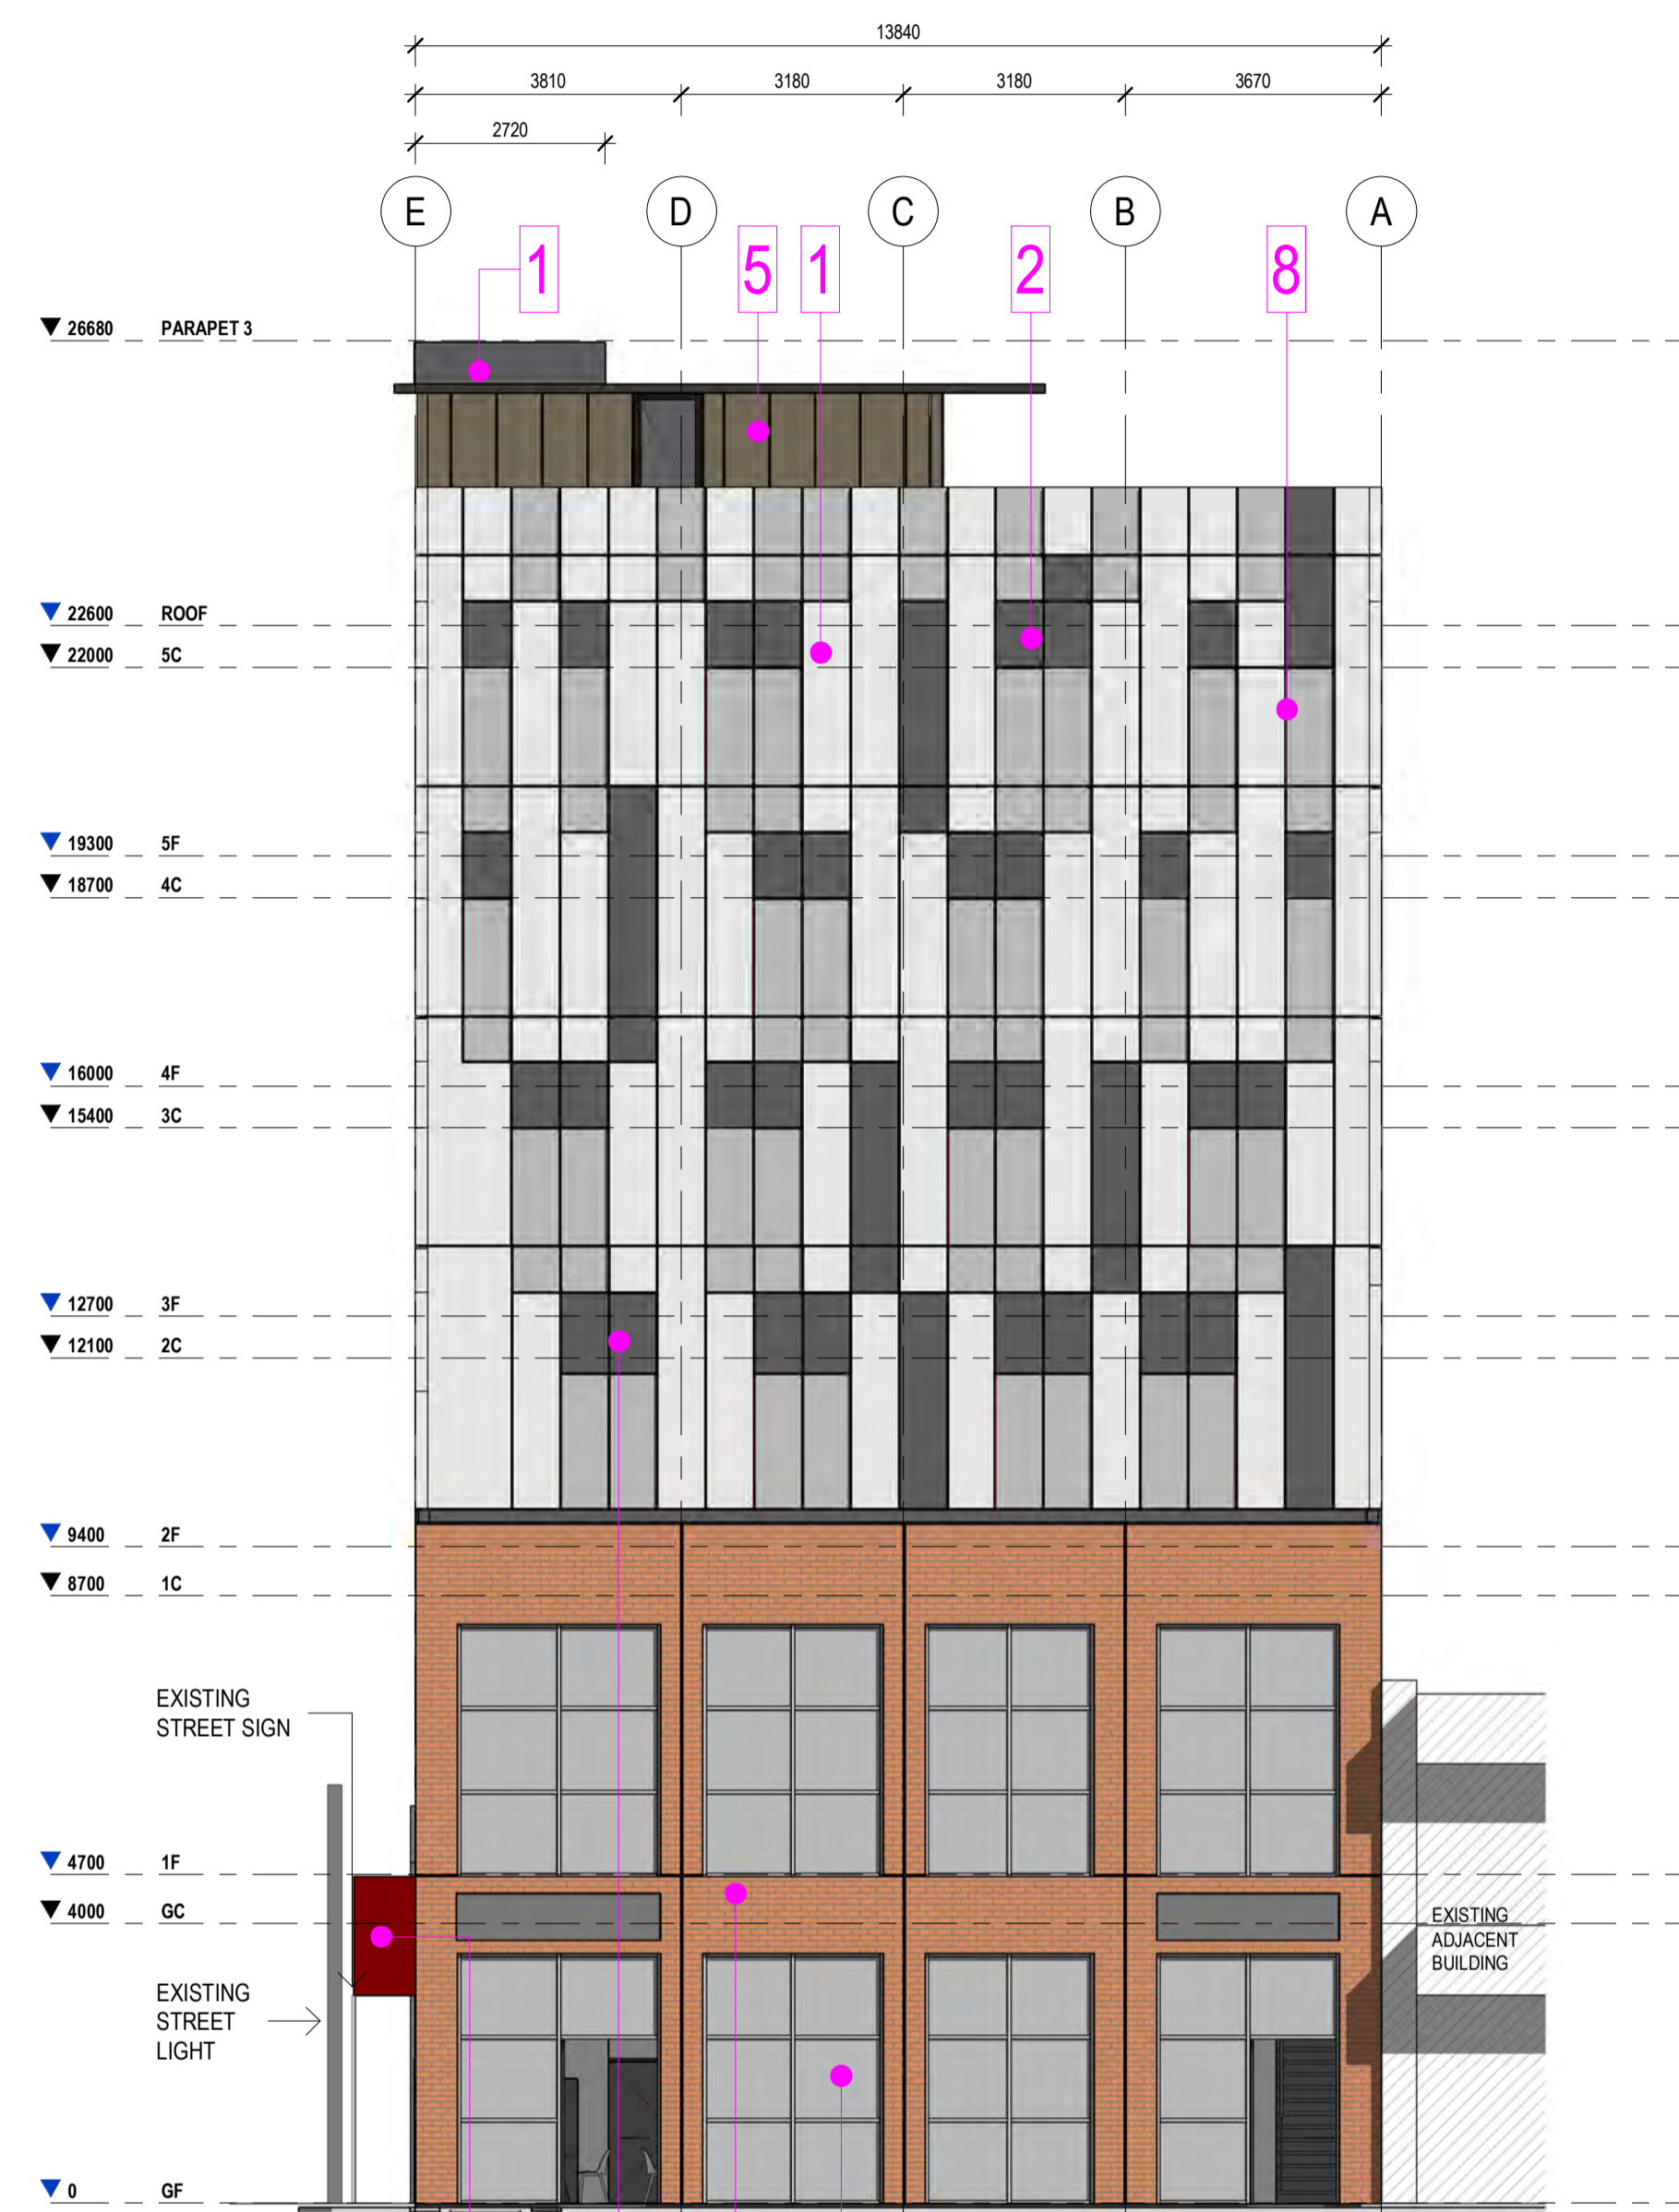 13840
3810 3180 3180 3670
2720
E D C B A
1 5 1 2 8
26680 PARAPET 3
22600 ROOF
22000 5C
19300 5F
18700 4C
16000 4F
15400 3C
12700 3F
12100 2C
9400 2F
8700 1C
EXISTING
STREET SIGN
4700 1F
4000 GC
EXISTING
ADJACENT
BUILDING
EXISTING
STREET
LIGHT
0 GF